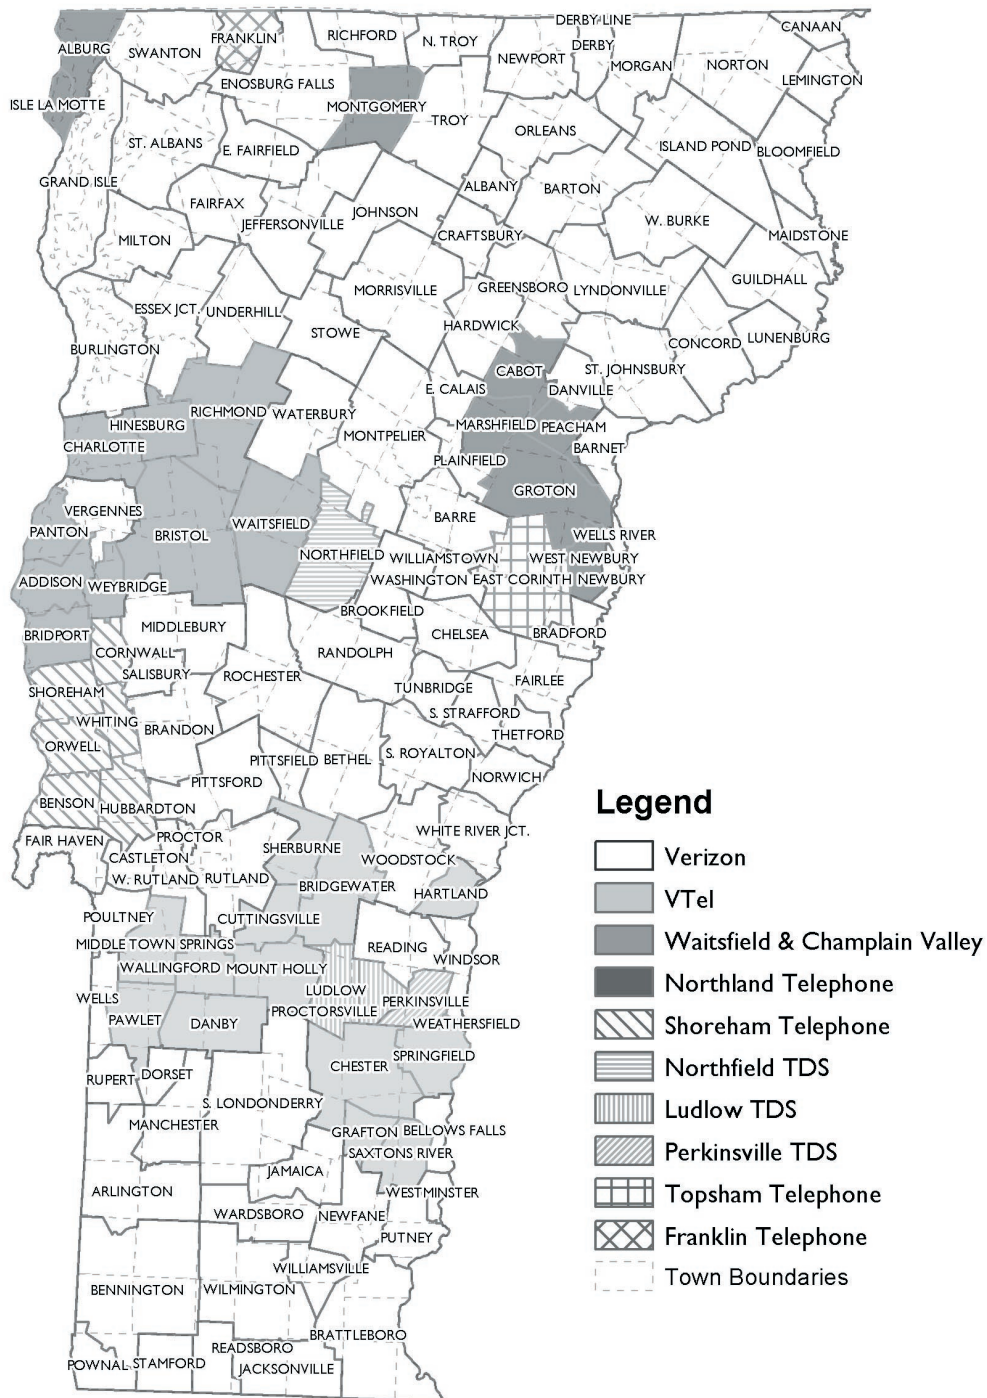 DERBY LINE
CANAAN
ALBURG
SWANTON
FRANKLIN
RICHFORD
N. TROY
NEWPORT
DERBY
MORGAN
NORTON
LEMINGTON
ENOSBURG FALLS
ISLE LA MOTTE
MONTGOMERY
TROY
ORLEANS
ST. ALBANS
E. FAIRFIELD
ISLAND POND
BLOOMFIELD
GRAND ISLE
ALBANY
BARTON
FAIRFAX
JEFFERSONVILLE
JOHNSON
W. BURKE
MILTON
CRAFTSBURY
MAIDSTONE
GUILDHALL
MORRISVILLE
GREENSBORO
LYNDONVILLE
ESSEX JCT.
UNDERHILL
STOWE
HARDWICK
CONCORD
LUNENBURG
BURLINGTON
CABOT
ST. JOHNSBURY
E. CALAIS
DANVILLE
RICHMOND
WATERBURY
HINESBURG
MARSHFIELD
PEACHAM
CHARLOTTE
MONTPELIER
BARNET
PLAINFIELD
GROTON
VERGENNES
PANTON
BRISTOL
WAITSFIELD
BARRE
WELLS RIVER
NORTHFIELD
WILLIAMSTOWN
WEST NEWBURY
ADDISON
WEYBRIDGE
WASHINGTON
EAST CORINTH
NEWBURY
BROOKFIELD
BRIDPORT
MIDDLEBURY
CHELSEA
BRADFORD
CORNWALL
RANDOLPH
SALISBURY
ROCHESTER
SHOREHAM
TUNBRIDGE
FAIRLEE
WHITING
BRANDON
S. STRAFFORD
ORWELL
THETFORD
PITTSFIELD
BETHEL
S. ROYALTON
PITTSFORD
NORWICH
BENSON
HUBBARDTON
FAIR HAVEN
PROCTOR
SHERBURNE
WHITE RIVER JCT.
CASTLETON
WOODSTOCK
W. RUTLAND
RUTLAND
BRIDGEWATER
HARTLAND
POULTNEY
CUTTINGSVILLE
MIDDLE TOWN SPRINGS
READING
WINDSOR
WALLINGFORD
MOUNT HOLLY
LUDLOW
PERKINSVILLE
WELLS
PROCTORSVILLE
PAWLET
DANBY
WEATHERSFIELD
SPRINGFIELD
CHESTER
RUPERT
DORSET
S. LONDONDERRY
MANCHESTER
GRAFTON
BELLOWS FALLS
SAXTONS RIVER
JAMAICA
ARLINGTON
WESTMINSTER
WARDSBORO
NEWFANE
PUTNEY
WILLIAMSVILLE
BENNINGTON
WILMINGTON
BRATTLEBORO
READSBORO
POWNAL
STAMFORD
JACKSONVILLE
Legend
Verizon
VTel
Waitsfield & Champlain Valley
Northland Telephone
Shoreham Telephone
Northfield TDS
Ludlow TDS
Perkinsville TDS
Topsham Telephone
Franklin Telephone
Town Boundaries